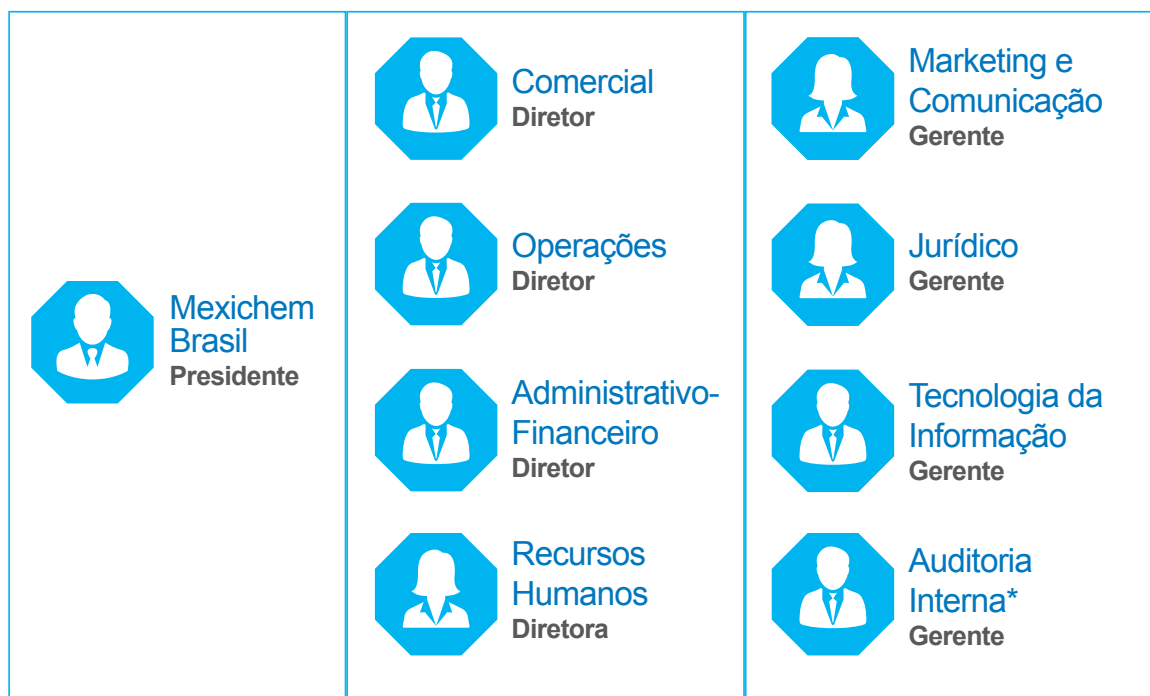 Mexichem
Brasil
Presidente
Comercial
Diretor
Operações
Diretor
Administrativo-
Financeiro
Diretor
Recursos
Humanos
Diretora
Marketing e
Comunicação
Gerente
Jurídico
Gerente
Tecnologia da
Informação
Gerente
Auditoria
Interna*
Gerente